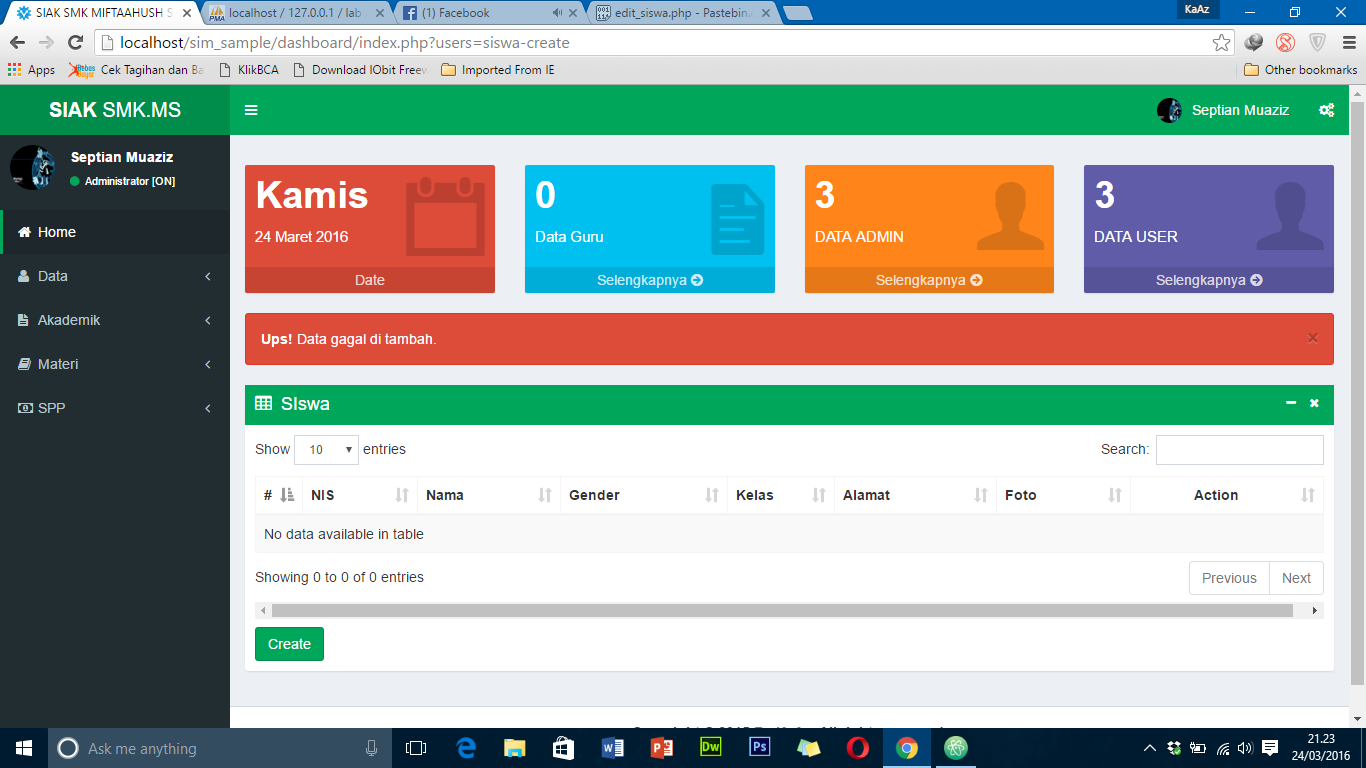 SIAK SMK MIFTAAHUSH S
localhost / 127.0.0.1 / lab
(1) Facebook
edit_siswa.php - Pastebin.
KaAz
localhost/sim_sample/dashboard/index.php?users=siswa-create
Apps
Cek Tagihan dan Ba
KlikBCA
Download IObit Freew
Imported From IE
Other bookmarks
SIAK SMK.MS
Septian Muaziz
Septian Muaziz
Administrator [ON]
Home
Data
Akademik
Materi
SPP
Kamis
24 Maret 2016
Date
0
Data Guru
Selengkapnya
3
DATA ADMIN
Selengkapnya
3
DATA USER
Selengkapnya
Ups! Data gagal di tambah.
×
SIswa
Show 10 entries
Search:
# NIS Nama Gender Kelas Alamat Foto Action
No data available in table
Showing 0 to 0 of 0 entries
Previous Next
Create
Ask me anything
21.23
24/03/2016